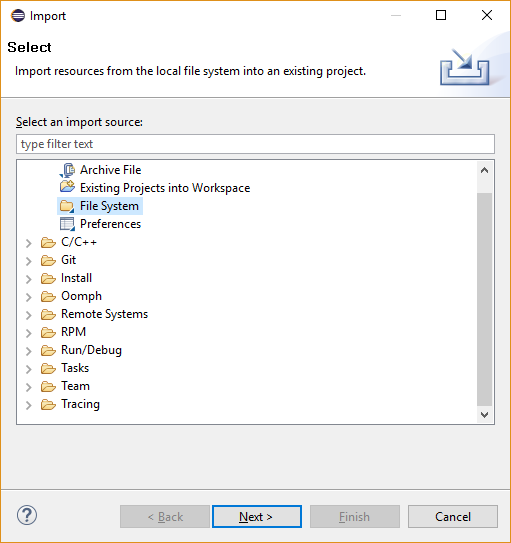 Import
Select
Import resources from the local file system into an existing project.
Select an import source:
type filter text
Archive File
Existing Projects into Workspace
File System
Preferences
C/C++
Git
Install
Oomph
Remote Systems
RPM
Run/Debug
Tasks
Team
Tracing
? < Back Next > Finish Cancel